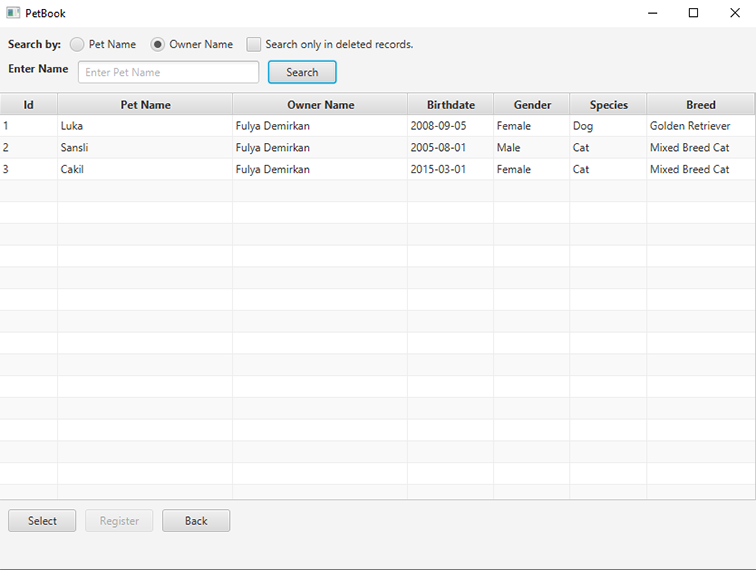 PetBook
Search by: Pet Name Owner Name Search only in deleted records.
Enter Name Enter Pet Name Search
Id Pet Name Owner Name Birthdate Gender Species Breed
1 Luka Fulya Demirkan 2008-09-05 Female Dog Golden Retriever
2 Sansli Fulya Demirkan 2005-08-01 Male Cat Mixed Breed Cat
3 Cakil Fulya Demirkan 2015-03-01 Female Cat Mixed Breed Cat
Select Register Back